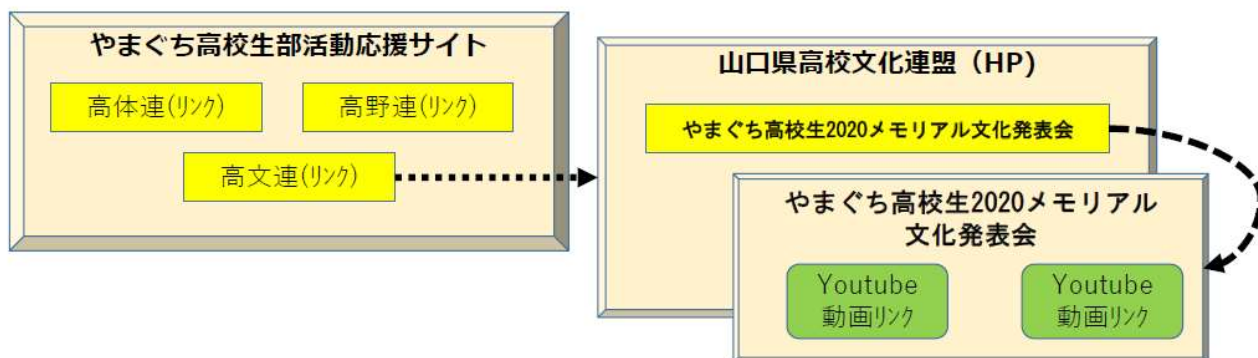 やまぐち高校生部活動応援サイト
高体連(ﾘﾝｸ)
高野連(ﾘﾝｸ)
高文連(ﾘﾝｸ)
山口県高校文化連盟（HP)
やまぐち高校生2020メモリアル文化発表会
やまぐち高校生2020メモリアル
文化発表会
Youtube
動画ﾘﾝｸ
Youtube
動画ﾘﾝｸ